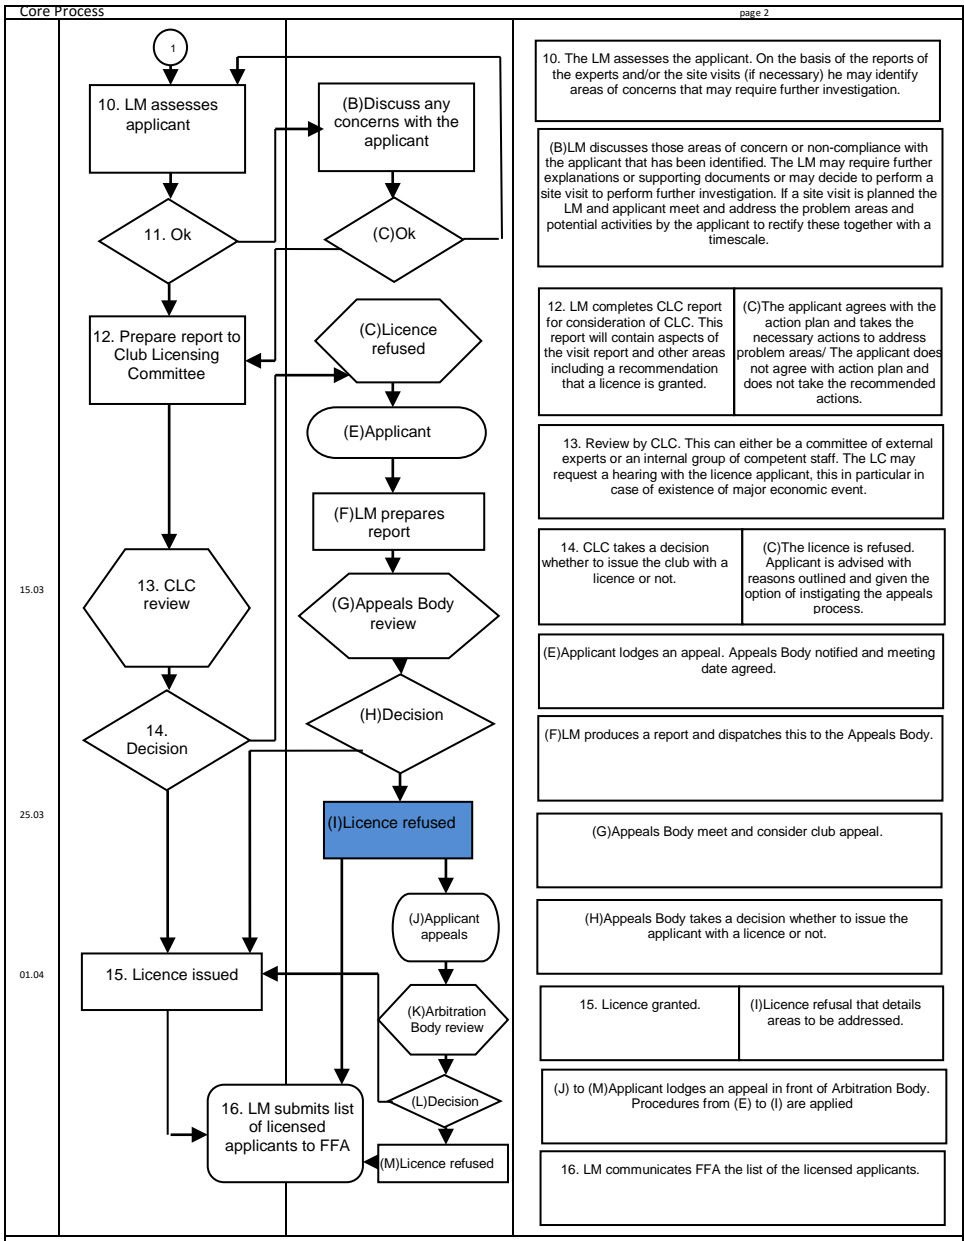 Core Process
page 2
1
10. LM assesses
applicant
(B)Discuss any
concerns with the
applicant
11. Ok
(C)Ok
12. Prepare report to
Club Licensing
Committee
(C)Licence
refused
(E)Applicant
(F)LM prepares
report
15.03
13. CLC
review
(G)Appeals Body
review
14.
Decision
(H)Decision
25.03
(I)Licence refused
(J)Applicant
appeals
01.04
15. Licence issued
(K)Arbitration
Body review
(L)Decision
16. LM submits list
of licensed
applicants to FFA
(M)Licence refused
10. The LM assesses the applicant. On the basis of the reports of
the experts and/or the site visits (if necessary) he may identify
areas of concerns that may require further investigation.
(B)LM discusses those areas of concern or non-compliance with
the applicant that has been identified. The LM may require further
explanations or supporting documents or may decide to perform a
site visit to perform further investigation. If a site visit is planned the
LM and applicant meet and address the problem areas and
potential activities by the applicant to rectify these together with a
timescale.
12. LM completes CLC report
for consideration of CLC. This
report will contain aspects of
the visit report and other areas
including a recommendation
that a licence is granted.
(C)The applicant agrees with the
action plan and takes the
necessary actions to address
problem areas/ The applicant does
not agree with action plan and
does not take the recommended
actions.
13. Review by CLC. This can either be a committee of external
experts or an internal group of competent staff. The LC may
request a hearing with the licence applicant, this in particular in
case of existence of major economic event.
14. CLC takes a decision
whether to issue the club with a
licence or not.
(C)The licence is refused.
Applicant is advised with
reasons outlined and given the
option of instigating the appeals
process.
(E)Applicant lodges an appeal. Appeals Body notified and meeting
date agreed.
(F)LM produces a report and dispatches this to the Appeals Body.
(G)Appeals Body meet and consider club appeal.
(H)Appeals Body takes a decision whether to issue the
applicant with a licence or not.
15. Licence granted.
(I)Licence refusal that details
areas to be addressed.
(J) to (M)Applicant lodges an appeal in front of Arbitration Body.
Procedures from (E) to (I) are applied
16. LM communicates FFA the list of the licensed applicants.